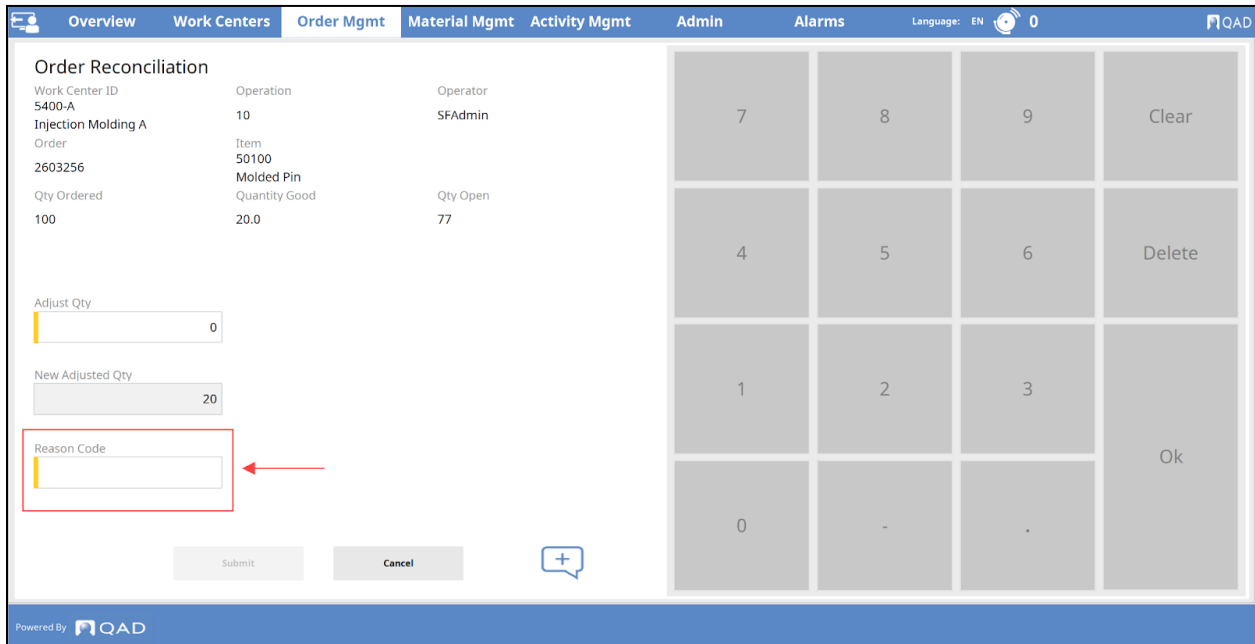 Overview Work Centers Order Mgmt Material Mgmt Activity Mgmt Admin Alarms Language: EN 0 QAD
Order Reconciliation
Work Center ID Operation Operator
5400-A
Injection Molding A
10 SFAdmin
Order Item
2603256
50100
Molded Pin
Qty Ordered Quantity Good Qty Open
100 20.0 77
Adjust Qty
0
New Adjusted Qty
20
Reason Code
Submit Cancel
7 8 9 Clear
4 5 6 Delete
1 2 3
Ok
0 - .
Powered By QAD